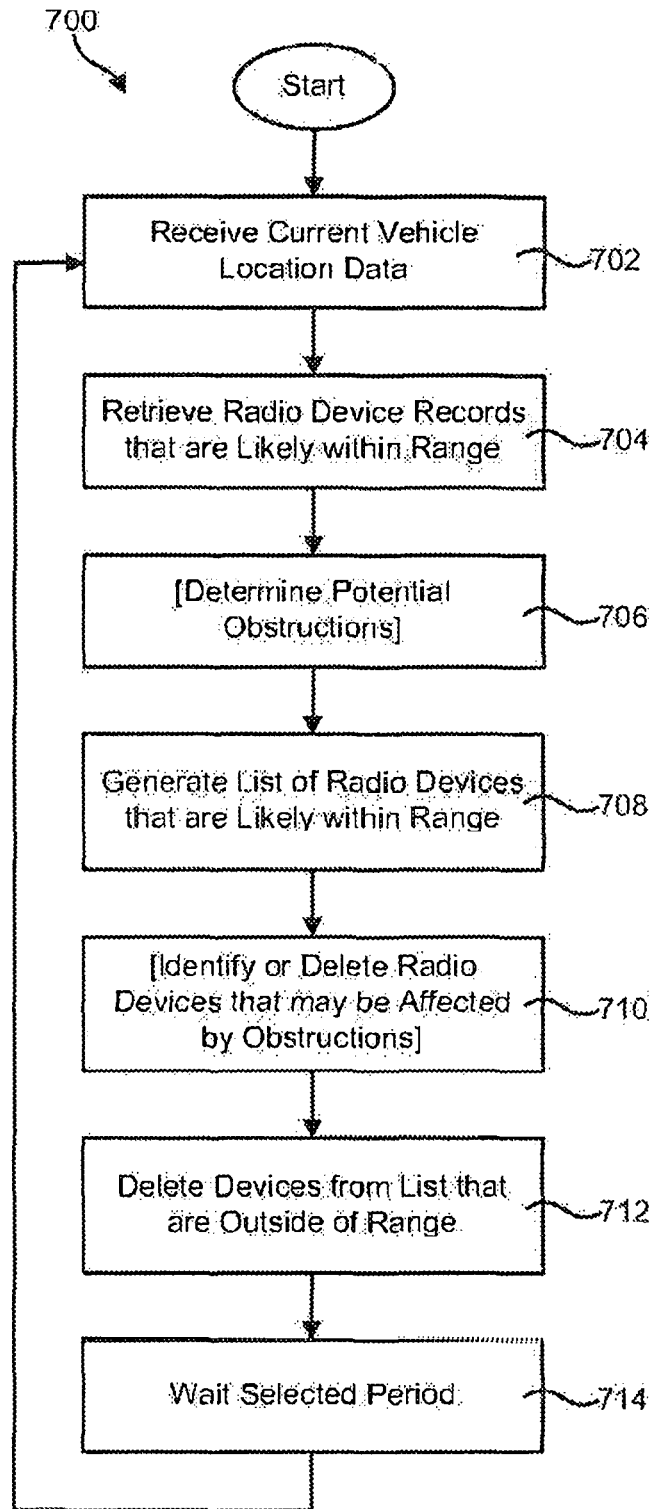 700
Start
Receive Current Vehicle
Location Data
702
Retrieve Radio Device Records
that are Likely within Range
704
[Determine Potential
Obstructions]
706
Generate List of Radio Devices
that are Likely within Range
708
[Identify or Delete Radio
Devices that may be Affected
by Obstructions]
710
Delete Devices from List that
are Outside of Range
712
Wait Selected Period
714